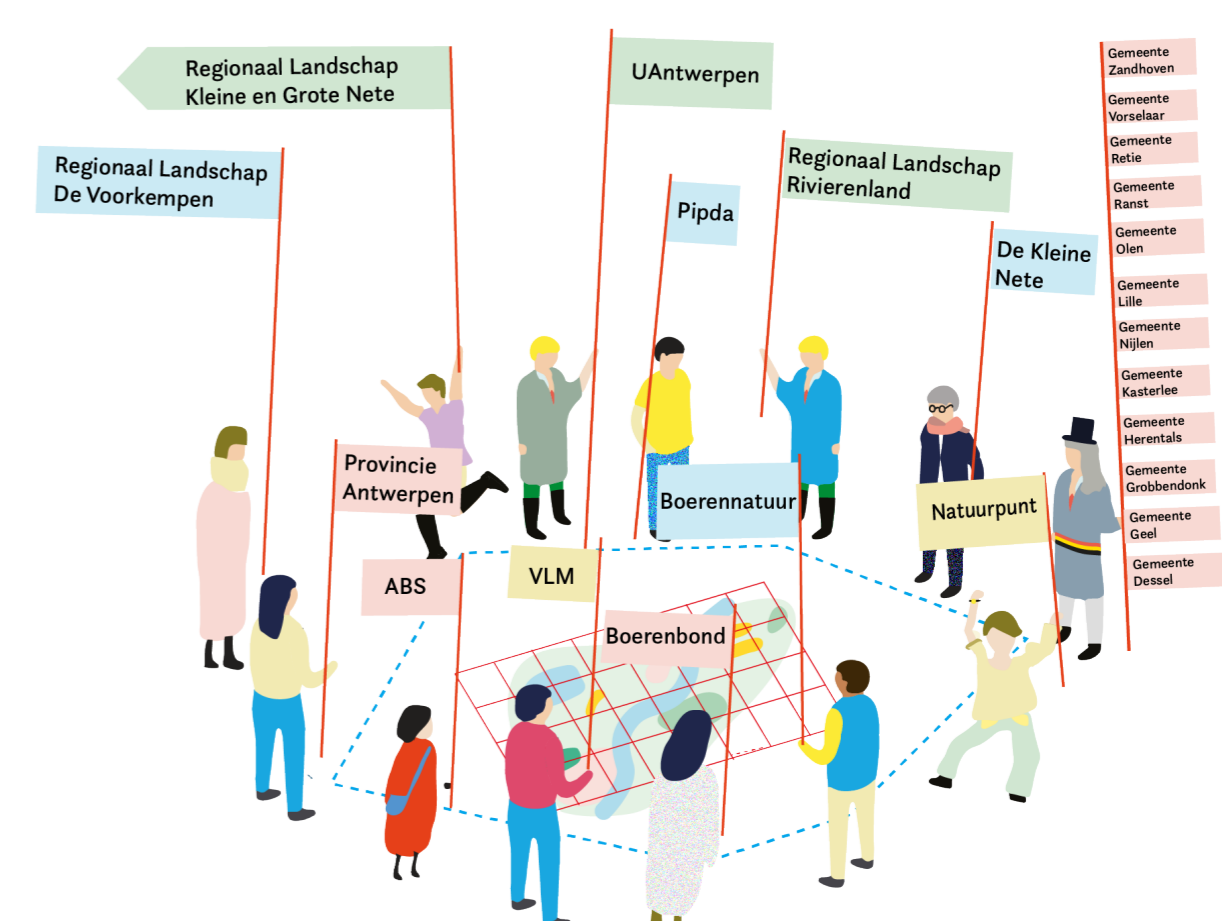 Regionaal Landschap
Kleine en Grote Nete
UAntwerpen
Regionaal Landschap
De Voorkempen
Pipda
Regionaal Landschap
Rivierenland
De Kleine
Nete
Gemeente
Zandhoven
Gemeente
Vorselaar
Gemeente
Retie
Gemeente
Ranst
Gemeente
Olen
Gemeente
Lille
Gemeente
Nijlen
Gemeente
Kasterlee
Gemeente
Herentals
Gemeente
Grobbendonk
Gemeente
Geel
Gemeente
Dessel
Provincie
Antwerpen
Boerennatuur
Natuurpunt
ABS
VLM
Boerenbond